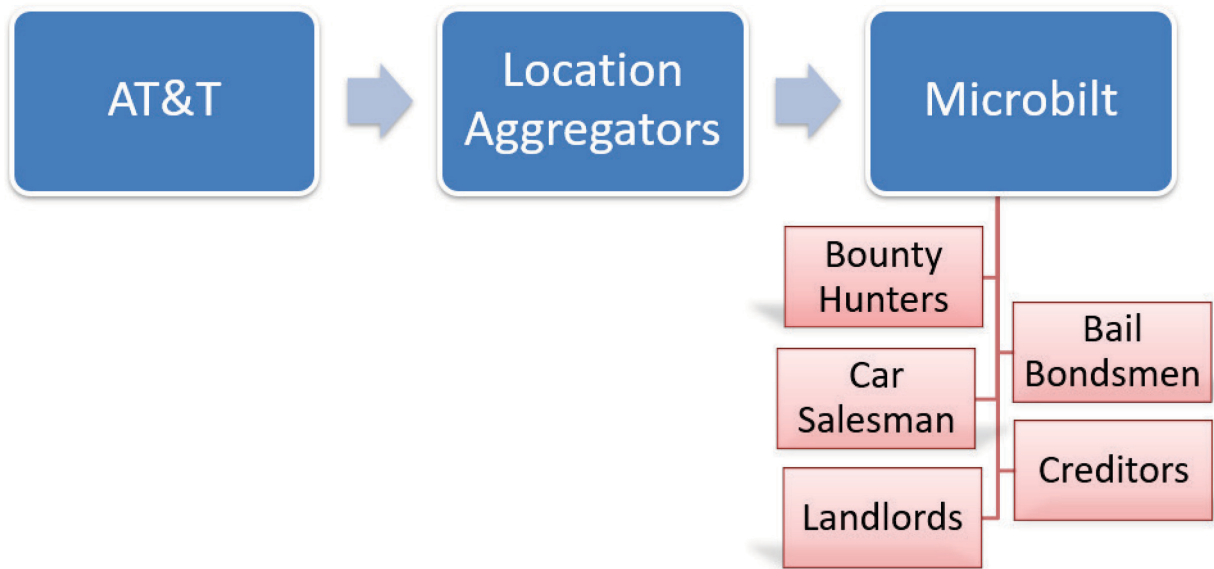 AT&T
Location
Aggregators
Microbilt
Bounty
Hunters
Bail
Bondsmen
Car
Salesman
Creditors
Landlords